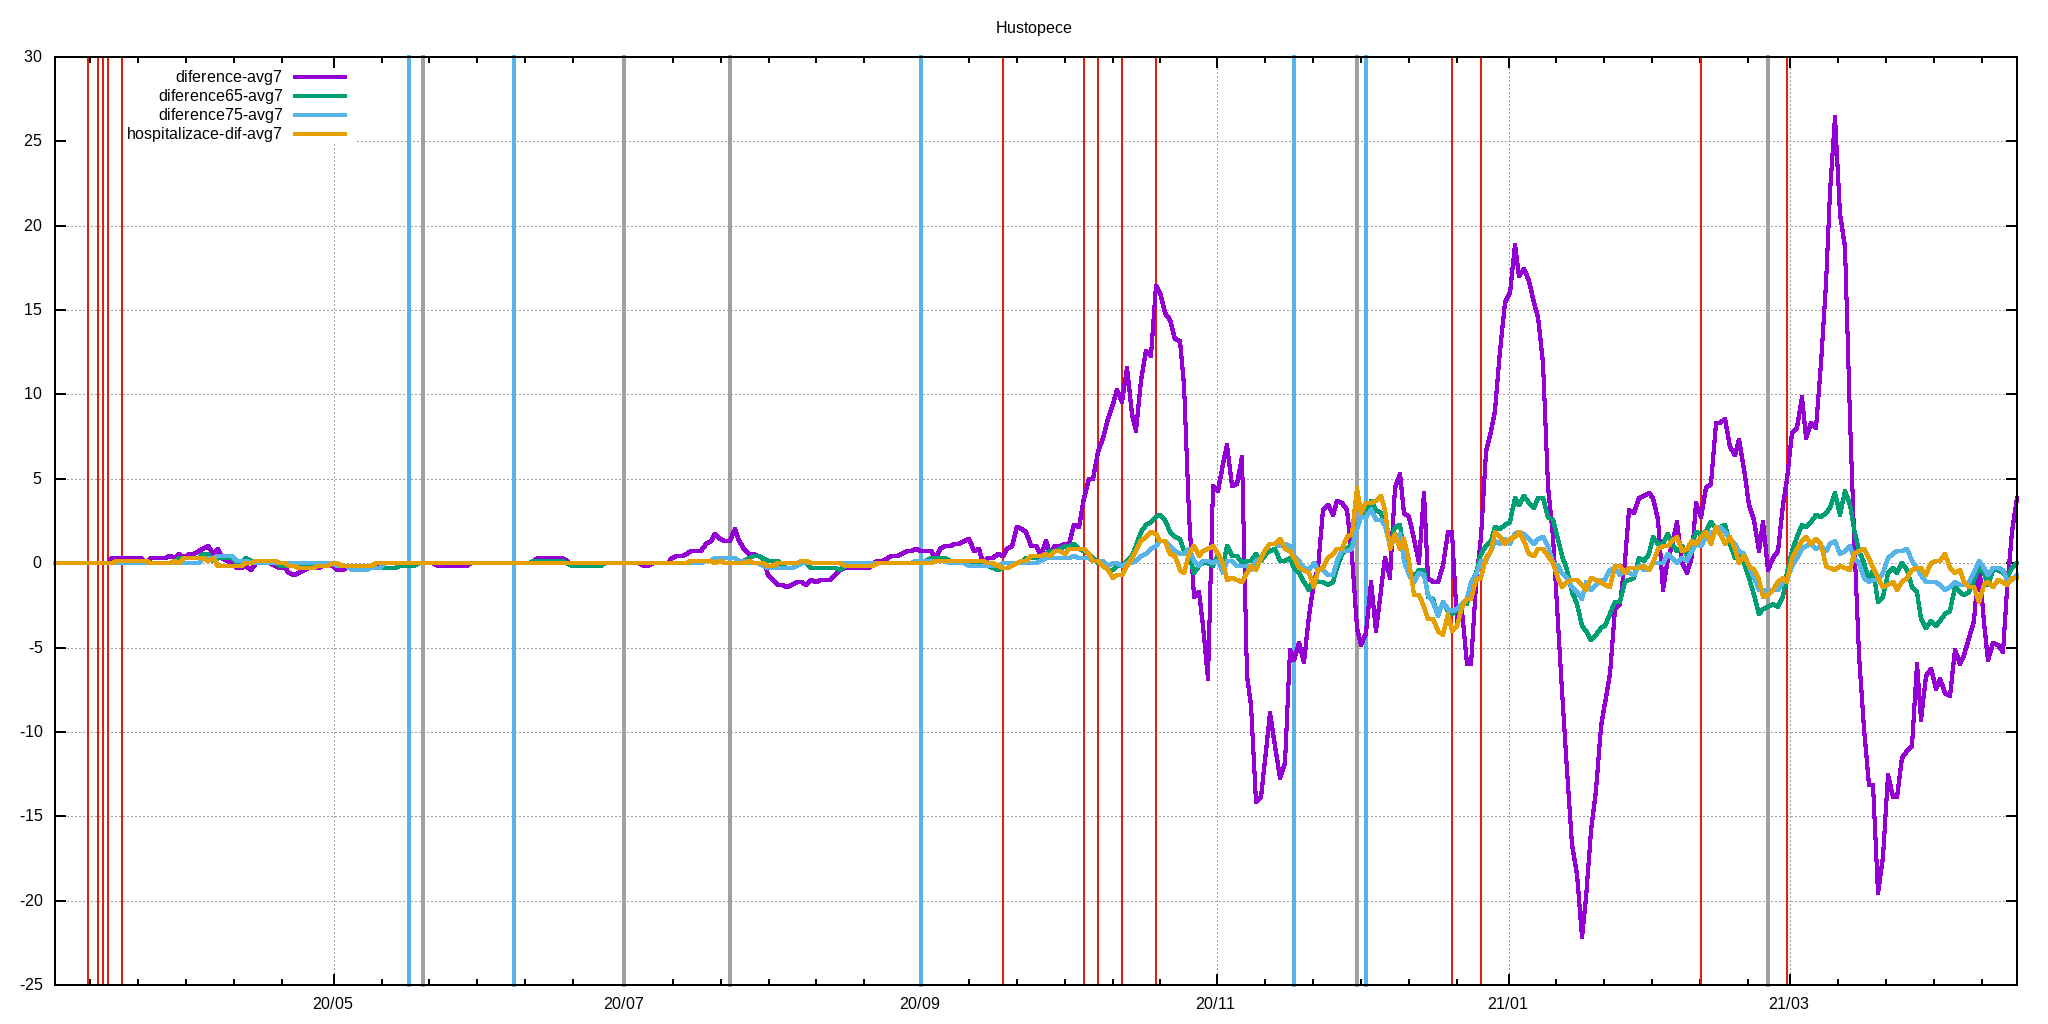 Hustopece
diference-avg7
diference65-avg7
diference75-avg7
hospitalizace-dif-avg7
30
25
20
15
10
5
0
-5
-10
-15
-20
-25
20/05 20/07 20/09 20/11 21/01 21/03